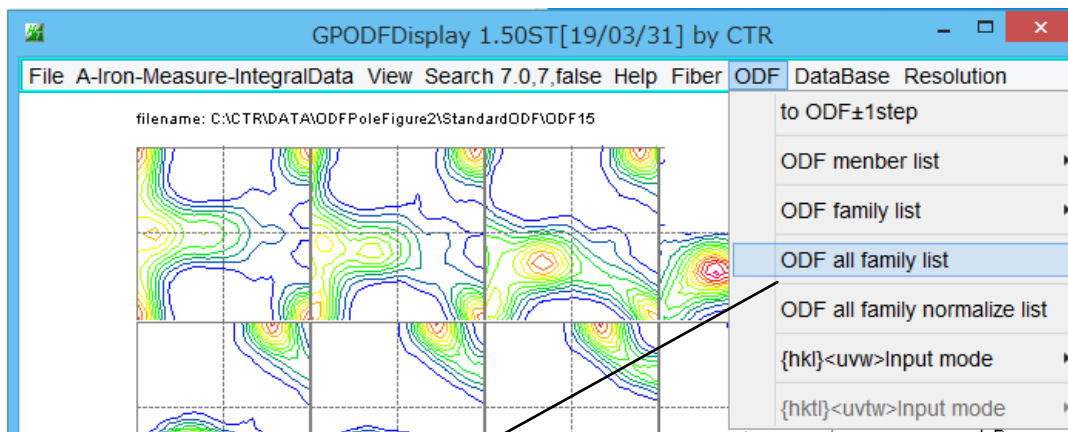 GPODFDisplay 1.50ST[19/03/31] by CTR
File A-Iron-Measure-IntegralData View Search 7.0,7,false Help Fiber ODF DataBase Resolution
filename: C:\CTR\DATA\ODFPoleFigure2\StandardODF\ODF15
to ODF±1step
ODF menber list
ODF family list
ODF all family list
ODF all family normalize list
{hkl}<uvw>Input mode
{hktl}<uvtw>Input mode